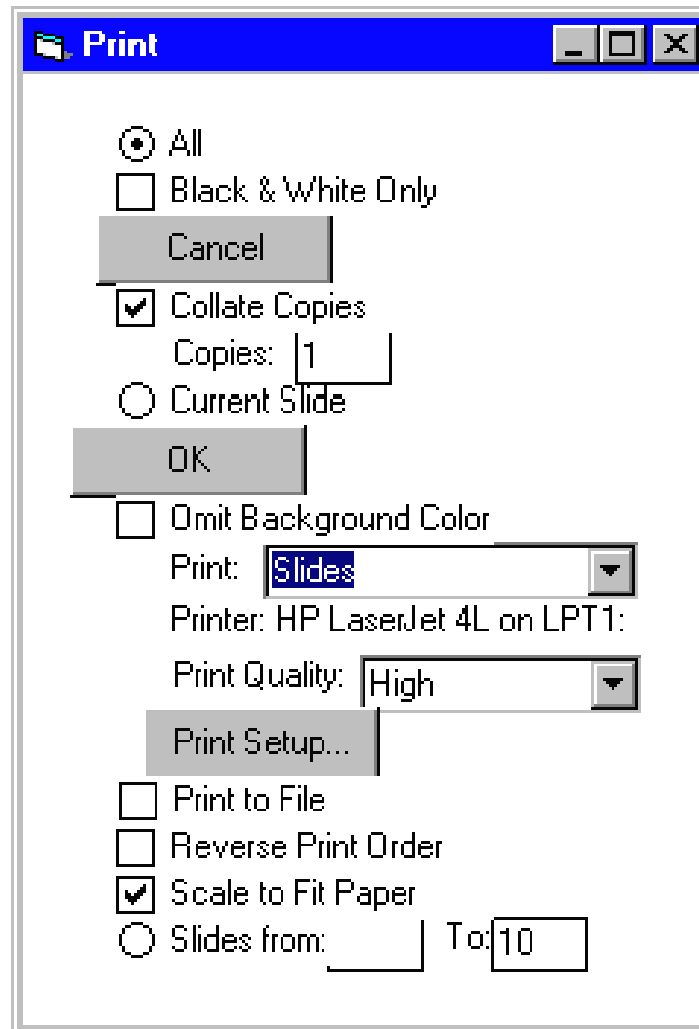 Print
All
Black & White Only
Cancel
Collate Copies
Copies: 1
Current Slide
OK
Omit Background Color
Print: Slides
Printer: HP LaserJet 4L on LPT1:
Print Quality: High
Print Setup...
Print to File
Reverse Print Order
Scale to Fit Paper
Slides from: To: 10